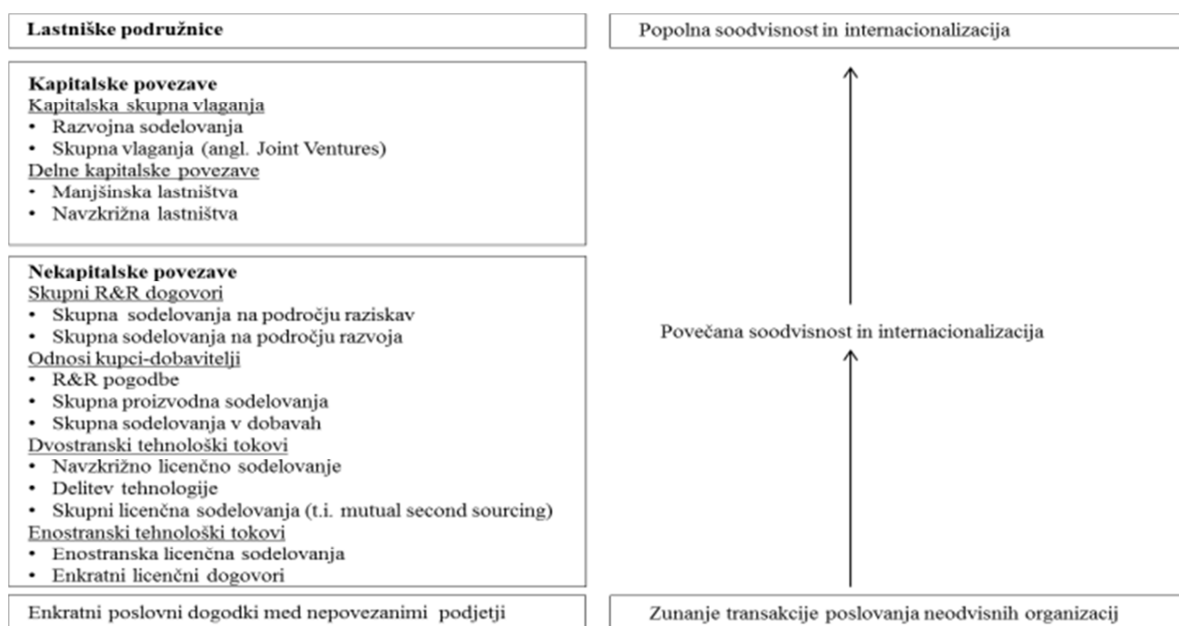 Lastniške podružnice
Popolna soodvisnost in internacionalizacija
Kapitalske povezave
Kapitalska skupna vlaganja
• Razvojna sodelovanja
• Skupna vlaganja (angl. Joint Ventures)
Delne kapitalske povezave
• Manjšinska lastništva
• Navzkrižna lastništva
Nekapitalske povezave
Skupni R&R dogovori
• Skupna sodelovanja na področju raziskav
• Skupna sodelovanja na področju razvoja
Odnosi kupci-dobavitelji
• R&R pogodbe
• Skupna proizvodna sodelovanja
• Skupna sodelovanja v dobavah
Dvostranski tehnološki tokovi
• Navzkrižno licenčno sodelovanje
• Delitev tehnologije
• Skupni licenčna sodelovanja (t.i. mutual second sourcing)
Enostranski tehnološki tokovi
• Enostranska licenčna sodelovanja
• Enkratni licenčni dogovori
Povečana soodvisnost in internacionalizacija
Enkratni poslovni dogodki med nepovezanimi podjetji
Zunanje transakcije poslovanja neodvisnih organizacij